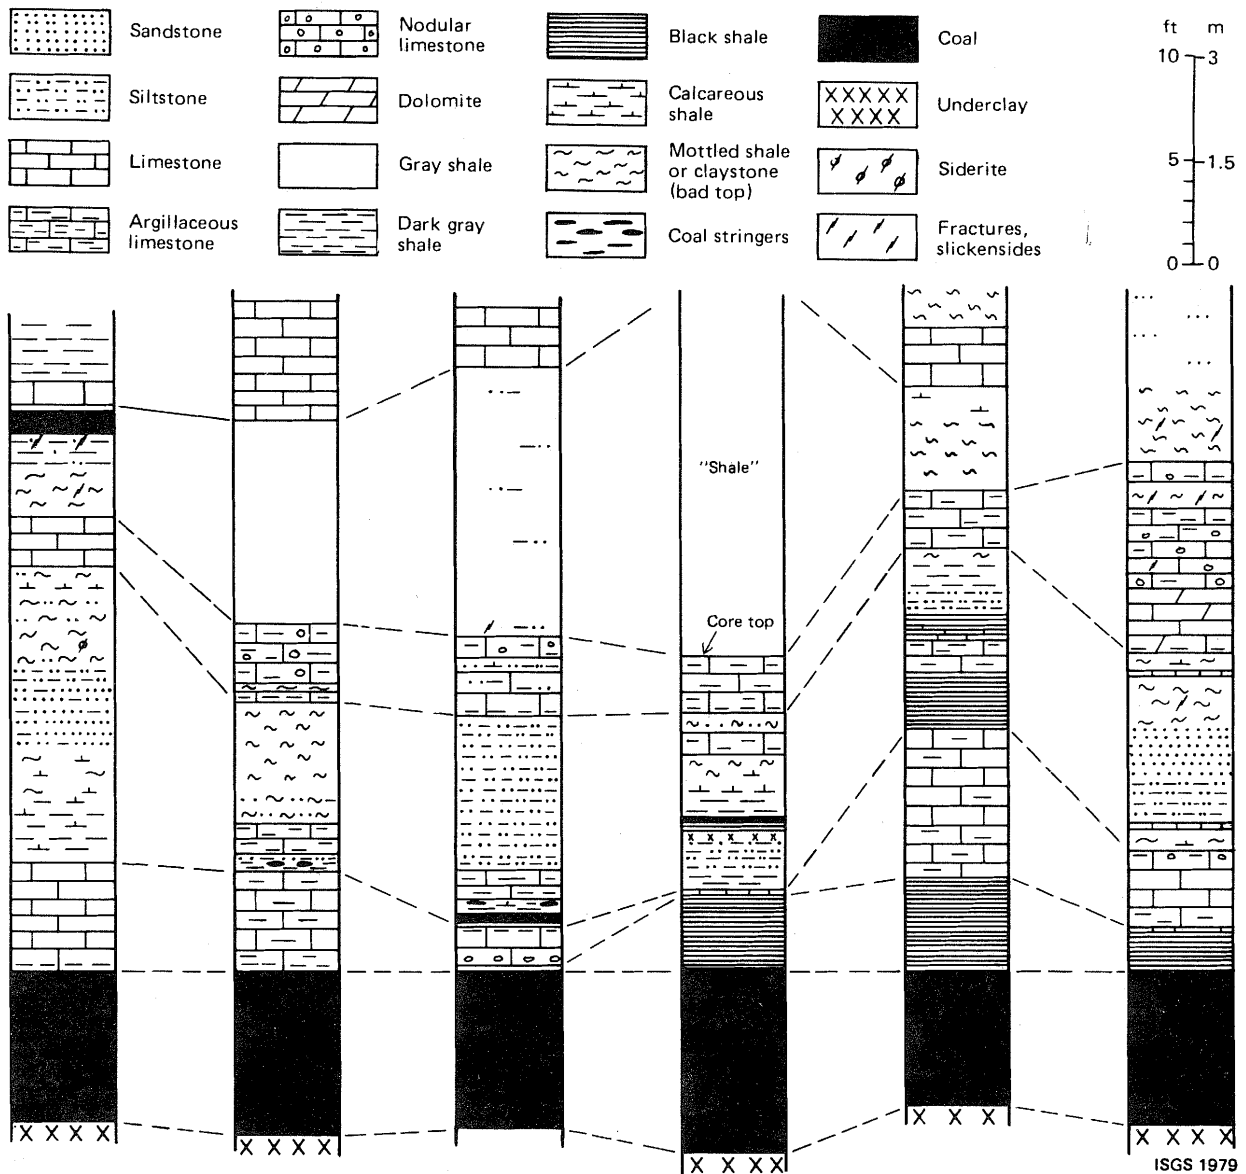 Sandstone
Siltstone
Limestone
Argillaceous
limestone
Nodular
limestone
Dolomite
Gray shale
Dark gray
shale
Black shale
Calcareous
shale
Mottled shale
or claystone
(bad top)
Coal stringers
Coal
Underclay
Siderite
Fractures,
slickensides
ft m
10 3
5 1.5
0 0
"Shale"
Core top
ISGS 1979